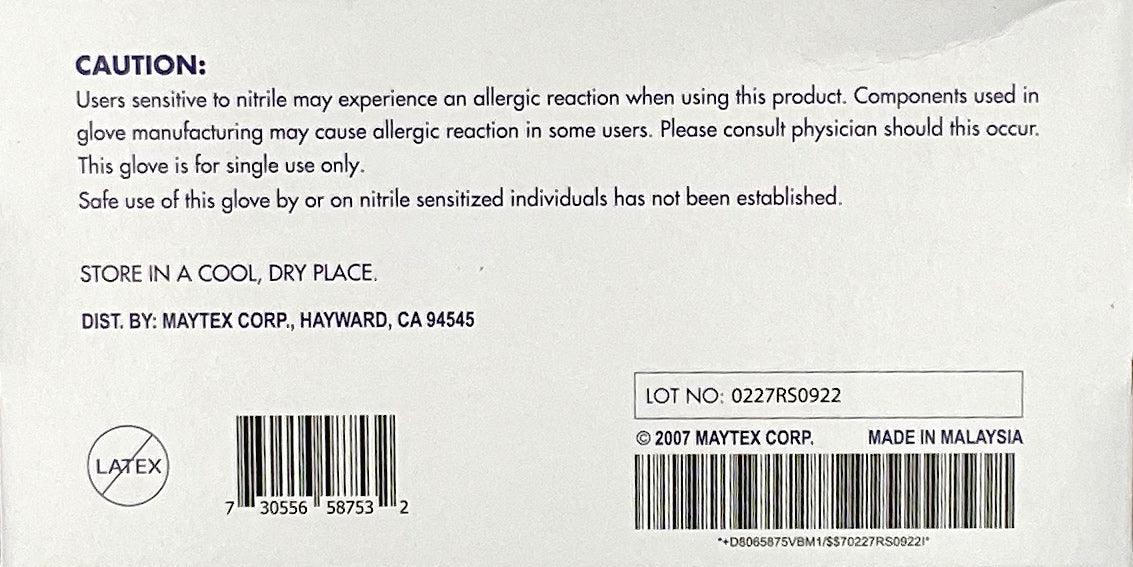 CAUTION:
Users sensitive to nitrile may experience an allergic reaction when using this product. Components used in
glove manufacturing may cause allergic reaction in some users. Please consult physician should this occur.
This glove is for single use only.
Safe use of this glove by or on nitrile sensitized individuals has not been established.
STORE IN A COOL, DRY PLACE.
DIST. BY: MAYTEX CORP., HAYWARD, CA 94545
LOT NO: 0227RS0922
© 2007 MAYTEX CORP. MADE IN MALAYSIA
LATEX
7 30556 58753 2
*+D8065875VBM1/$$70227RS0922I*